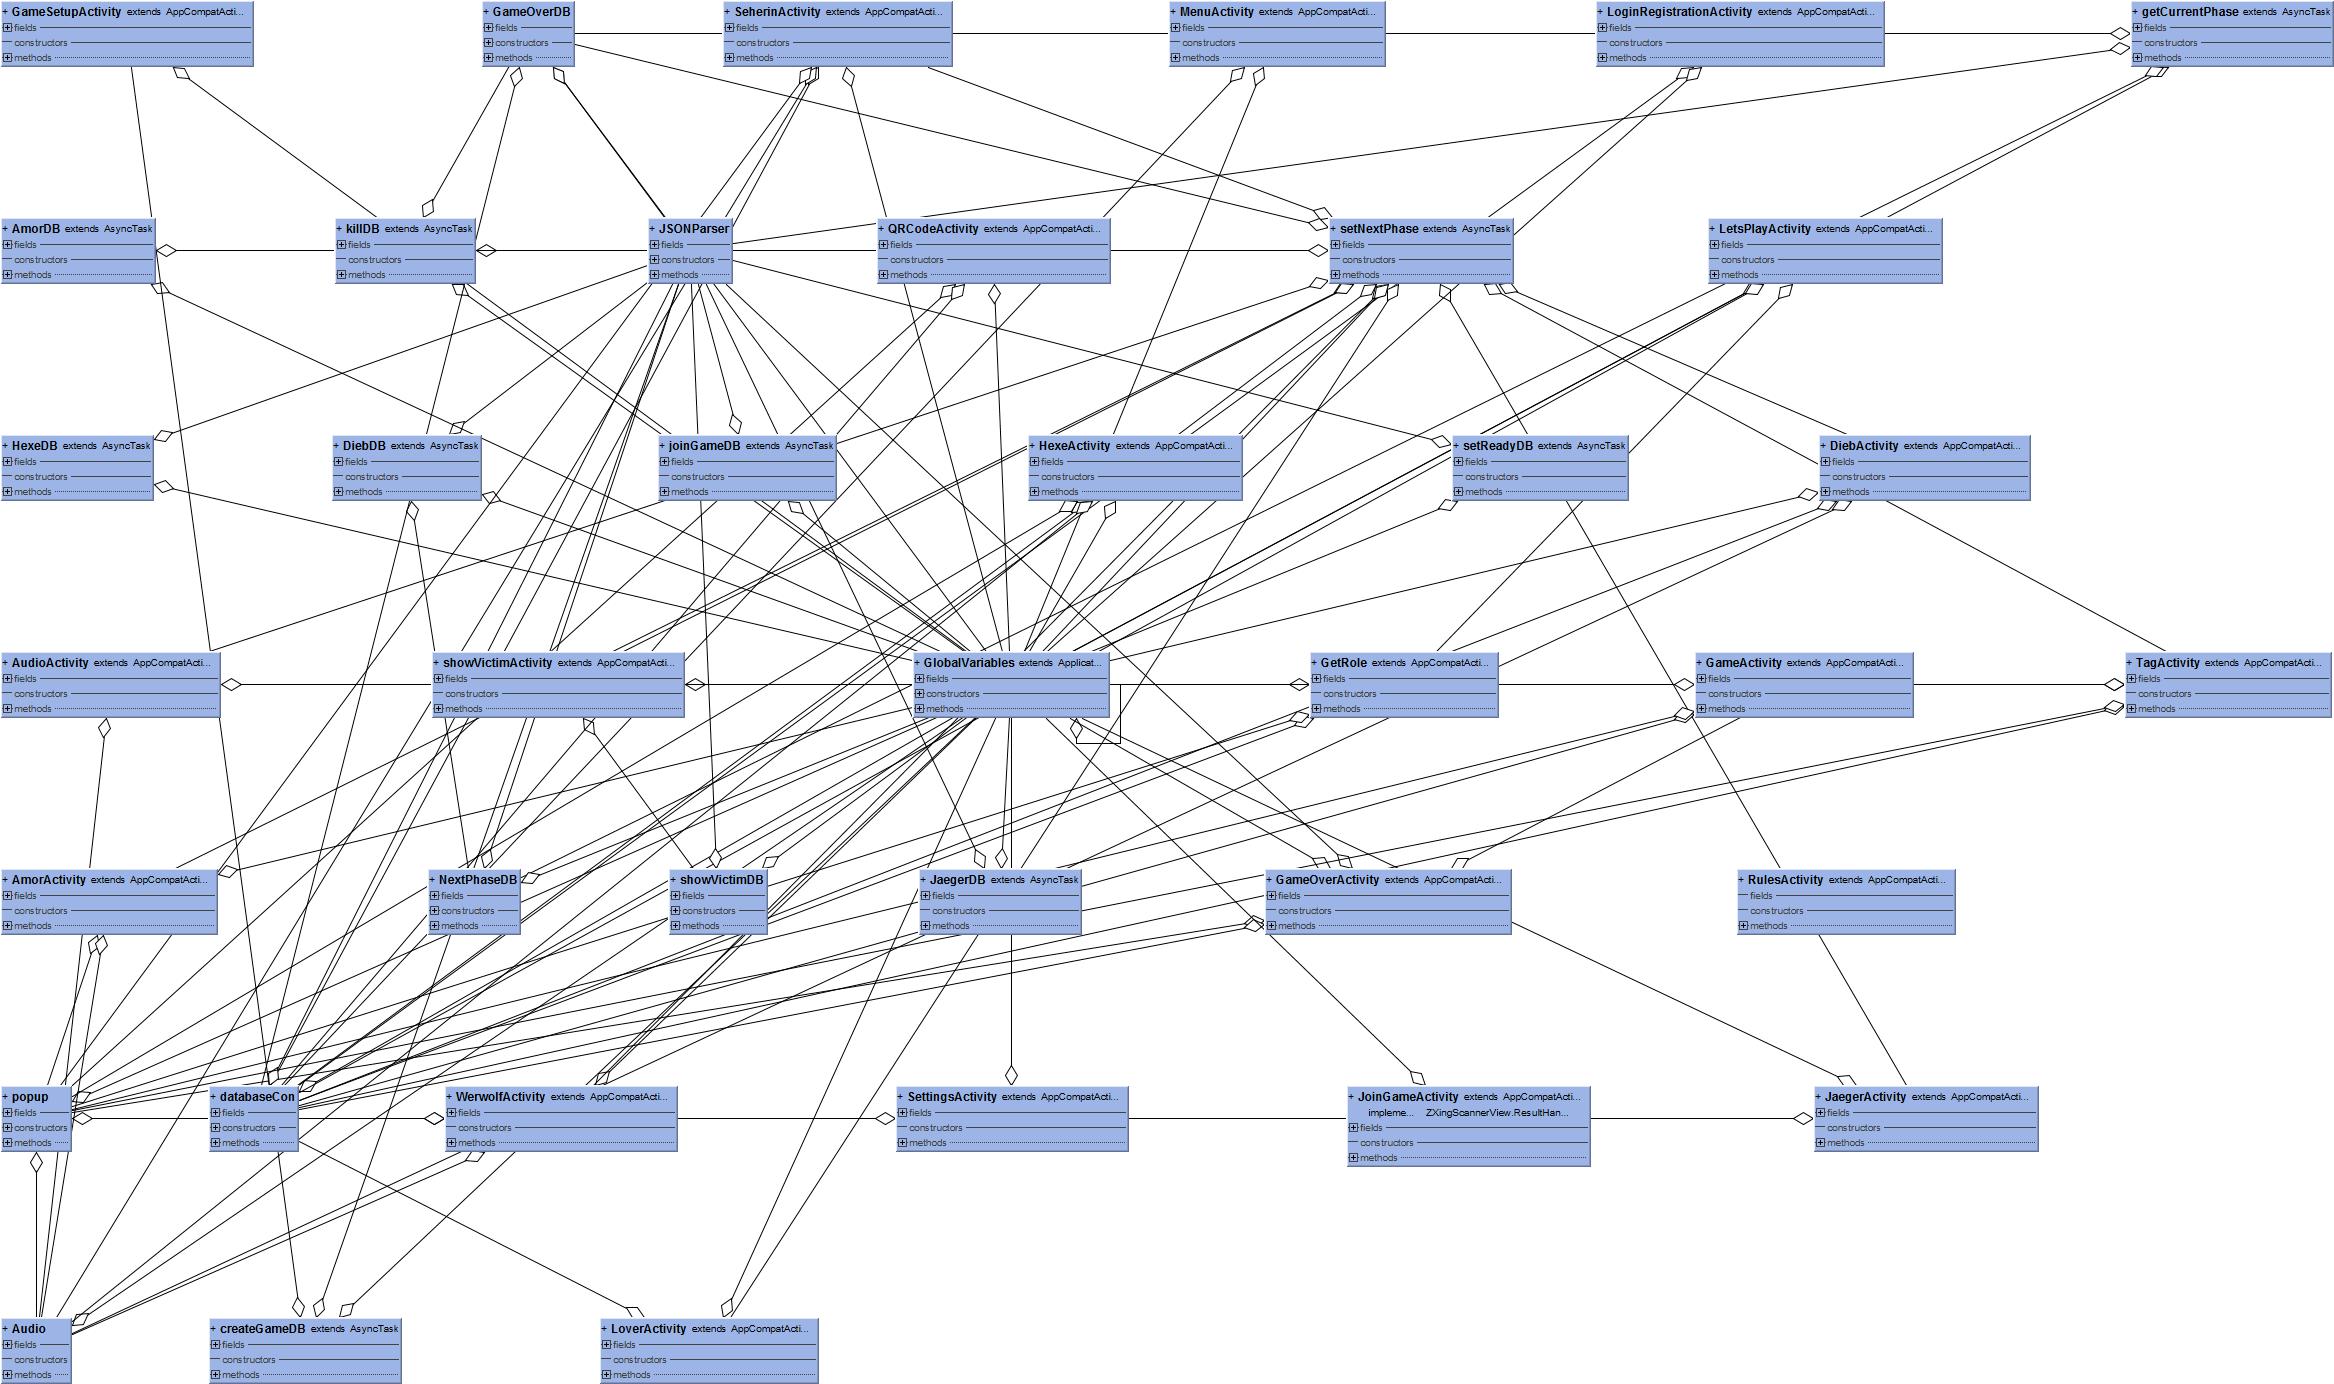 + GameSetupActivity extends AppCompatActi...
fields
constructors
methods
+ GameOverDB
fields
constructors
methods
+ SeherinActivity extends AppCompatActi...
fields
constructors
methods
+ MenuActivity extends AppCompatActi...
fields
constructors
methods
+ LoginRegistrationActivity extends AppCompatActi...
fields
constructors
methods
+ getCurrentPhase extends AsyncTask
fields
constructors
methods
+ AmorDB extends AsyncTask
fields
constructors
methods
+ killDB extends AsyncTask
fields
constructors
methods
+ JSONParser
fields
constructors
methods
+ QRCodeActivity extends AppCompatActi...
fields
constructors
methods
+ setNextPhase extends AsyncTask
fields
constructors
methods
+ LetsPlayActivity extends AppCompatActi...
fields
constructors
methods
+ HexeDB extends AsyncTask
fields
constructors
methods
+ DiebDB extends AsyncTask
fields
constructors
methods
+ joinGameDB extends AsyncTask
fields
constructors
methods
+ HexeActivity extends AppCompatActi...
fields
constructors
methods
+ setReadyDB extends AsyncTask
fields
constructors
methods
+ DiebActivity extends AppCompatActi...
fields
constructors
methods
+ AudioActivity extends AppCompatActi...
fields
constructors
methods
+ showVictimActivity extends AppCompatActi...
fields
constructors
methods
+ GlobalVariables extends Applicat...
fields
constructors
methods
+ GetRole extends AppCompatActi...
fields
constructors
methods
+ GameActivity extends AppCompatActi...
fields
constructors
methods
+ TagActivity extends AppCompatActi...
fields
constructors
methods
+ AmorActivity extends AppCompatActi...
fields
constructors
methods
+ NextPhaseDB
fields
constructors
methods
+ showVictimDB
fields
constructors
methods
+ JaegerDB extends AsyncTask
fields
constructors
methods
+ GameOverActivity extends AppCompatActi...
fields
constructors
methods
+ RulesActivity extends AppCompatActi...
fields
constructors
methods
+ popup
fields
constructors
methods
+ databaseCon
fields
constructors
methods
+ WerwolfActivity extends AppCompatActi...
fields
constructors
methods
+ SettingsActivity extends AppCompatActi...
fields
constructors
methods
+ JoinGameActivity extends AppCompatActi...
impleme... ZXingScannerView.ResultHan...
fields
constructors
methods
+ JaegerActivity extends AppCompatActi...
fields
constructors
methods
+ Audio
fields
constructors
methods
+ createGameDB extends AsyncTask
fields
constructors
methods
+ LoverActivity extends AppCompatActi...
fields
constructors
methods